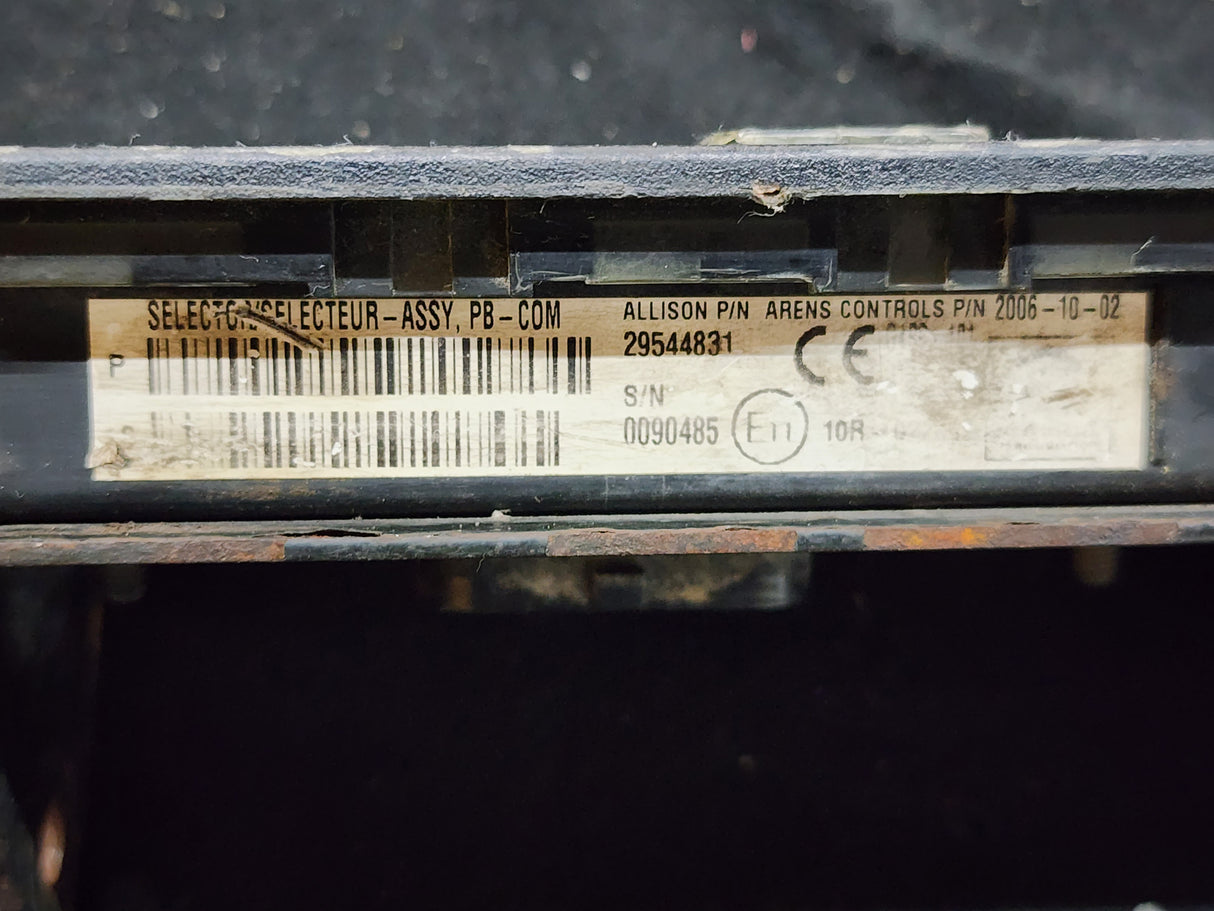 SELECTOR/SELECTEUR-ASSY, PB-COM
P
ALLISON P/N ARENS CONTROLS P/N 2006-10-02
29544831
CE
S/N
0090485
E11
10R